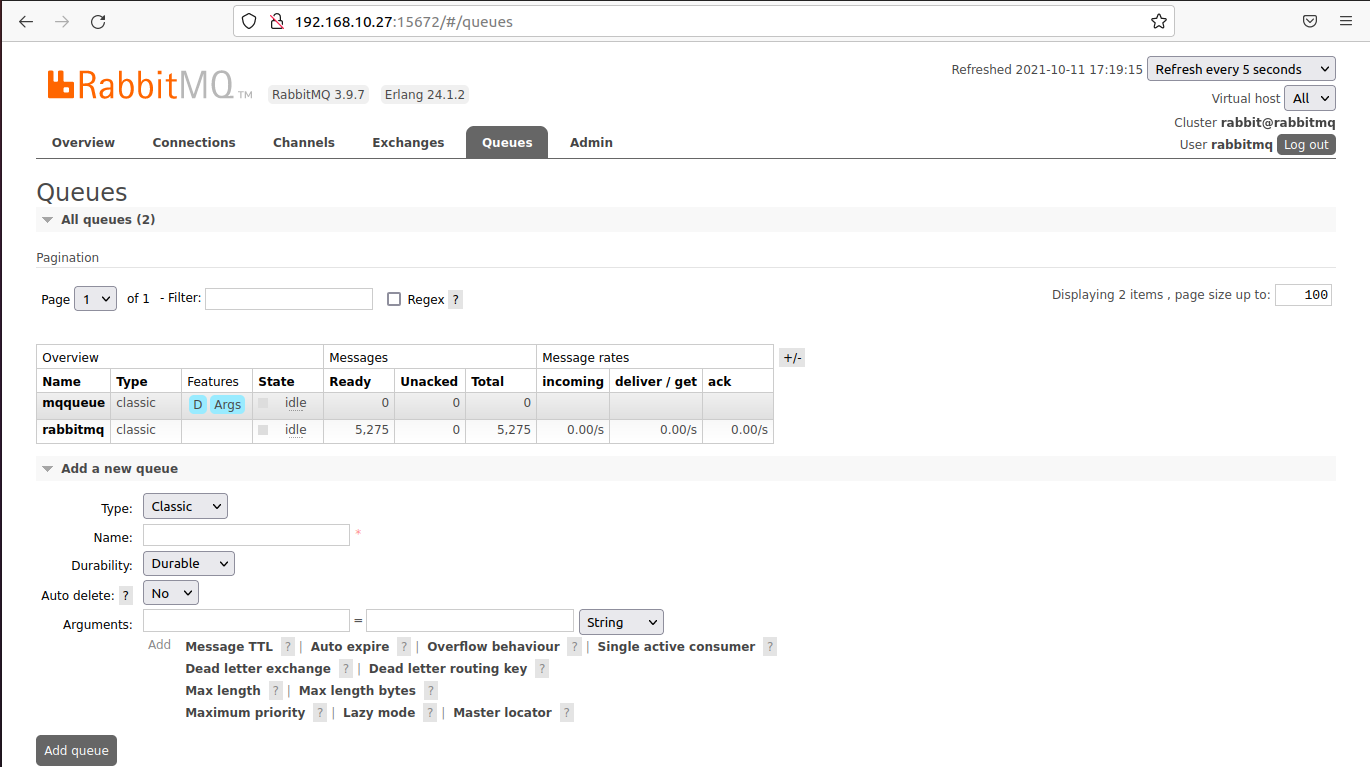 192.168.10.27:15672/#/queues
RabbitMQ TM RabbitMQ 3.9.7 Erlang 24.1.2
Refreshed 2021-10-11 17:19:15 Refresh every 5 seconds
Virtual host All
Cluster rabbit@rabbitmq
User rabbitmq Log out
Overview Connections Channels Exchanges Queues Admin
Queues
All queues (2)
Pagination
Page 1 of 1 - Filter: Regex ? Displaying 2 items , page size up to: 100
Overview Messages Message rates +/-
Name Type Features State Ready Unacked Total incoming deliver / get ack
mqqueue classic D Args idle 0 0 0
rabbitmq classic idle 5,275 0 5,275 0.00/s 0.00/s 0.00/s
Add a new queue
Type: Classic
Name: *
Durability: Durable
Auto delete: ? No
Arguments: = String
Add Message TTL ? | Auto expire ? | Overflow behaviour ? | Single active consumer ?
Dead letter exchange ? | Dead letter routing key ?
Max length ? | Max length bytes ?
Maximum priority ? | Lazy mode ? | Master locator ?
Add queue